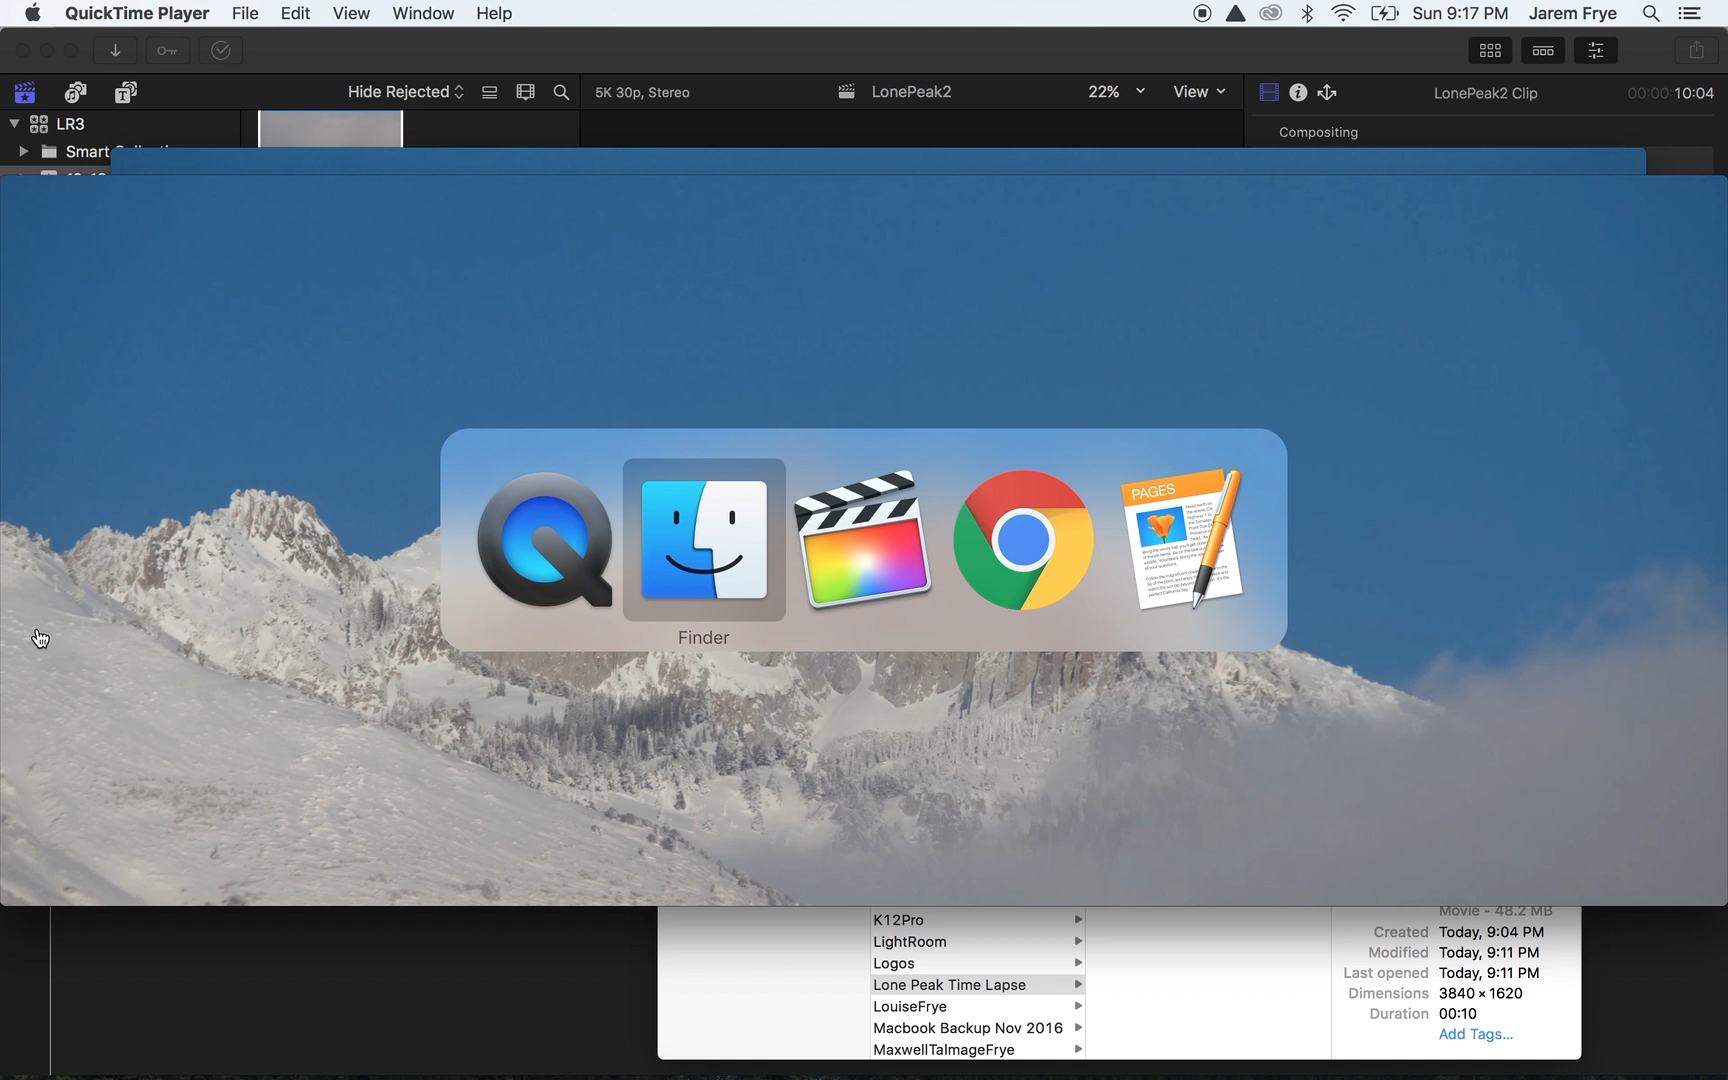 QuickTime Player File Edit View Window Help Sun 9:17 PM Jarem Frye
Hide Rejected 5K 30p, Stereo LonePeak2 22% View LonePeak2 Clip 00:00:10:04
LR3
Compositing
Smart
PAGES
Finder
Movie - 48.2 MB
K12Pro
Created Today, 9:04 PM
LightRoom
Modified Today, 9:11 PM
Logos
Last opened Today, 9:11 PM
Lone Peak Time Lapse
Dimensions 3840 × 1620
LouiseFrye
Duration 00:10
Macbook Backup Nov 2016
Add Tags...
MaxwellTalmageFrye